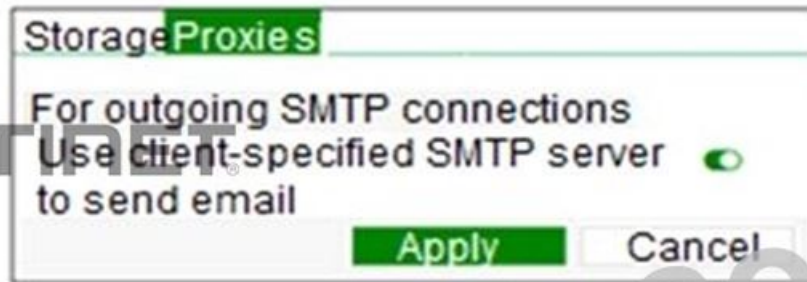 Storage Proxies
For outgoing SMTP connections
Use client-specified SMTP server
to send email
Apply Cancel